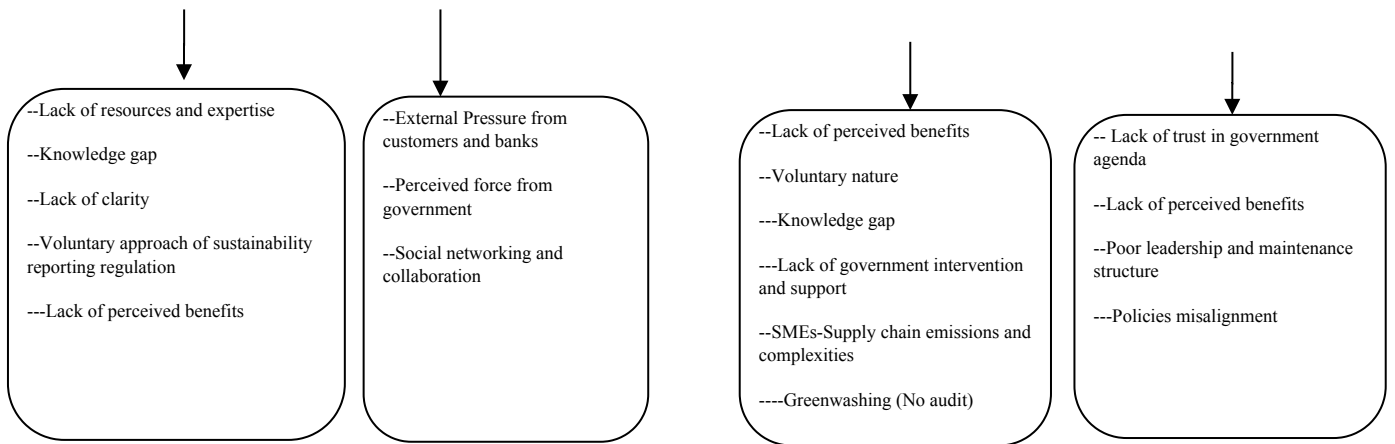 --Lack of resources and expertise
--Knowledge gap
--Lack of clarity
--Voluntary approach of sustainability
reporting regulation
---Lack of perceived benefits
--External Pressure from
customers and banks
--Perceived force from
government
--Social networking and
collaboration
--Lack of perceived benefits
--Voluntary nature
---Knowledge gap
---Lack of government intervention
and support
--SMEs-Supply chain emissions and
complexities
----Greenwashing (No audit)
-- Lack of trust in government
agenda
--Lack of perceived benefits
--Poor leadership and maintenance
structure
---Policies misalignment